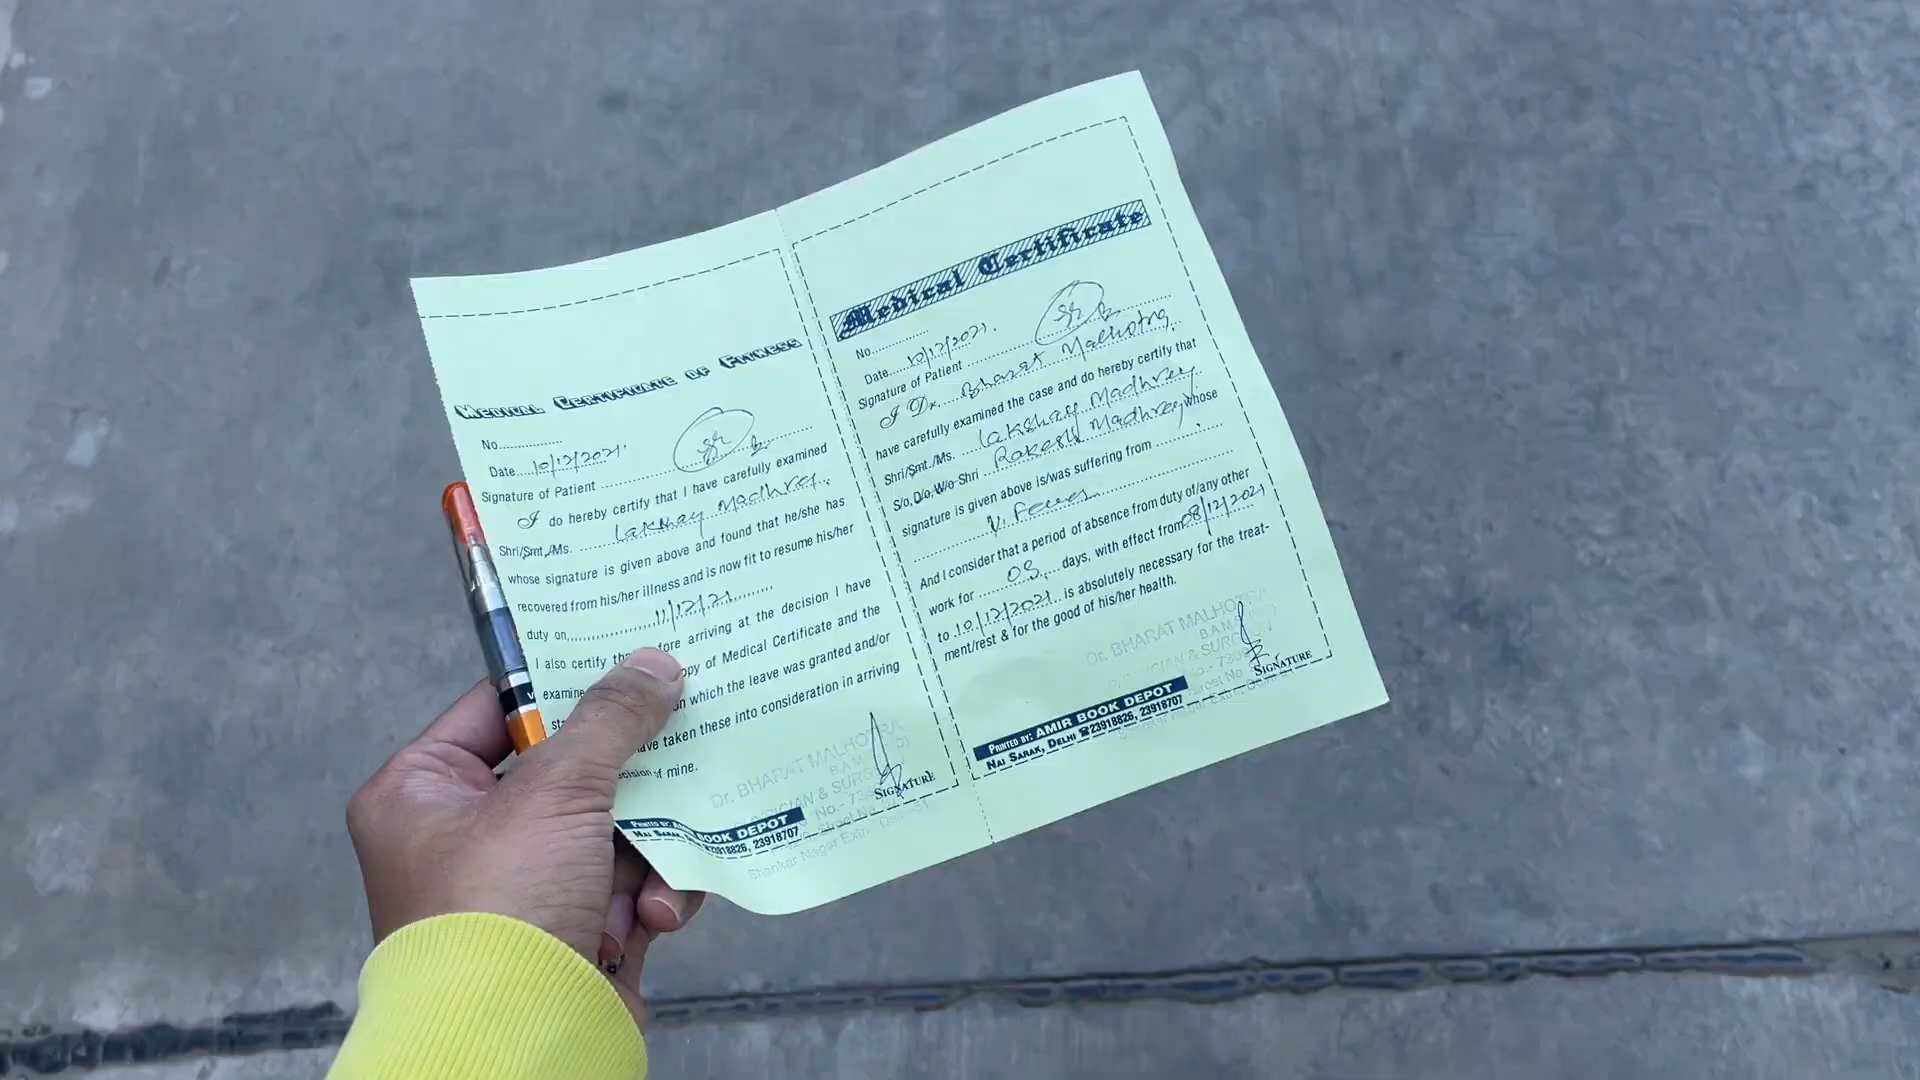 MEDICAL CERTIFICATE OF FITNESS
No..............
Date...10/12/2021.
Signature of Patient
I do hereby certify that I have carefully examined
Shri/Smt./Ms. Lakshay Madhrey.
whose signature is given above and found that he/she has
recovered from his/her illness and is now fit to resume his/her
duty on....................11/12/21............
I also certify fore arriving at the decision I have
examine opy of Medical Certificate and the
which the leave was granted and/or
have taken these into consideration in arriving
of mine.
Dr. BHARAT MALHOTRA
SIGNATURE
PRINTED BY: AMIR BOOK DEPOT
NAI SARAK, 23918826, 23918707
Shankar Nagar Extn.
Medical Certificate
No..............
Date....10/12/2021.
Signature of Patient
I Dr. Bharat Malhotra
have carefully examined the case and do hereby certify that
Shri/Smt./Ms. Lakshay Madhrey
S/o. D/o. W/o. Shri Rakesh Madhrey whose
signature is given above is/was suffering from
V. Fever
And I consider that a period of absence from duty of/any other
work for 03 days, with effect from 08/12/2021
to 10/12/2021 is absolutely necessary for the treat-
ment/rest & for the good of his/her health.
Dr. BHARAT MALHOTRA
SIGNATURE
PRINTED BY: AMIR BOOK DEPOT
NAI SARAK, DELHI ☎23918826, 23918707